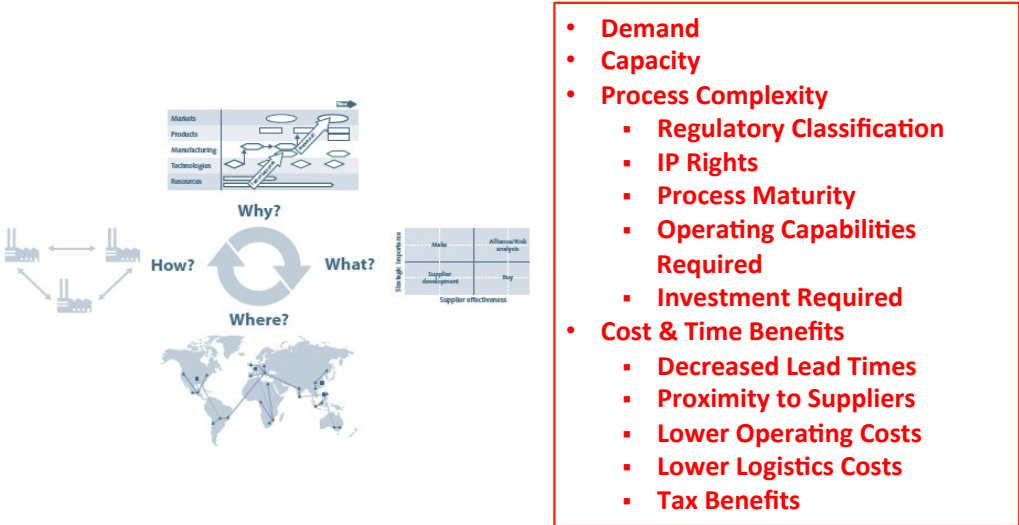 Markets
Products
Manufacturing
Technologies
Resources
Why?
How?
What?
Where?
Strategic importance
Make
Alliance/Risk
analysis
Supplier
development
Buy
Supplier effectiveness
• Demand
• Capacity
• Process Complexity
▪ Regulatory Classification
▪ IP Rights
▪ Process Maturity
▪ Operating Capabilities
Required
▪ Investment Required
• Cost & Time Benefits
▪ Decreased Lead Times
▪ Proximity to Suppliers
▪ Lower Operating Costs
▪ Lower Logistics Costs
▪ Tax Benefits